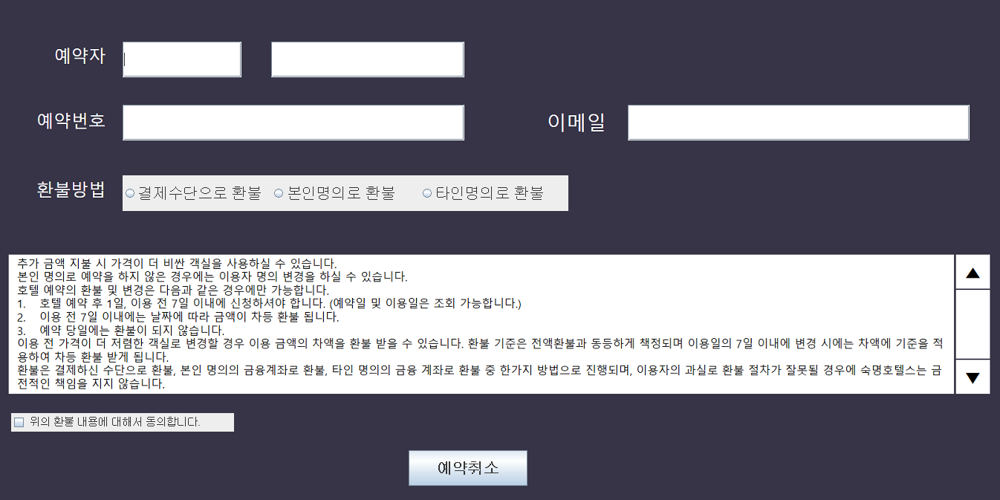 예약자
예약번호
이메일
환불방법
결제수단으로 환불 본인명의로 환불 타인명의로 환불
추가 금액 지불 시 가격이 더 비싼 객실을 사용하실 수 있습니다.
본인 명의로 예약을 하지 않은 경우에는 이용자 명의 변경을 하실 수 있습니다.
호텔 예약의 환불 및 변경은 다음과 같은 경우에만 가능합니다.
1. 호텔 예약 후 1일, 이용 전 7일 이내에 신청하셔야 합니다. (예약일 및 이용일은 조회 가능합니다.)
2. 이용 전 7일 이내에는 날짜에 따라 금액이 차등 환불 됩니다.
3. 예약 당일에는 환불이 되지 않습니다.
이용 전 가격이 더 저렴한 객실로 변경할 경우 이용 금액의 차액을 환불 받을 수 있습니다. 환불 기준은 전액환불과 동등하게 책정되며 이용일의 7일 이내에 변경 시에는 차액에 기준을 적
용하여 차등 환불 받게 됩니다.
환불은 결제하신 수단으로 환불, 본인 명의의 금융계좌로 환불, 타인 명의의 금융 계좌로 환불 중 한가지 방법으로 진행되며, 이용자의 과실로 환불 절차가 잘못될 경우에 숙명호텔스는 금
전적인 책임을 지지 않습니다.
위의 환불 내용에 대해서 동의합니다.
예약취소